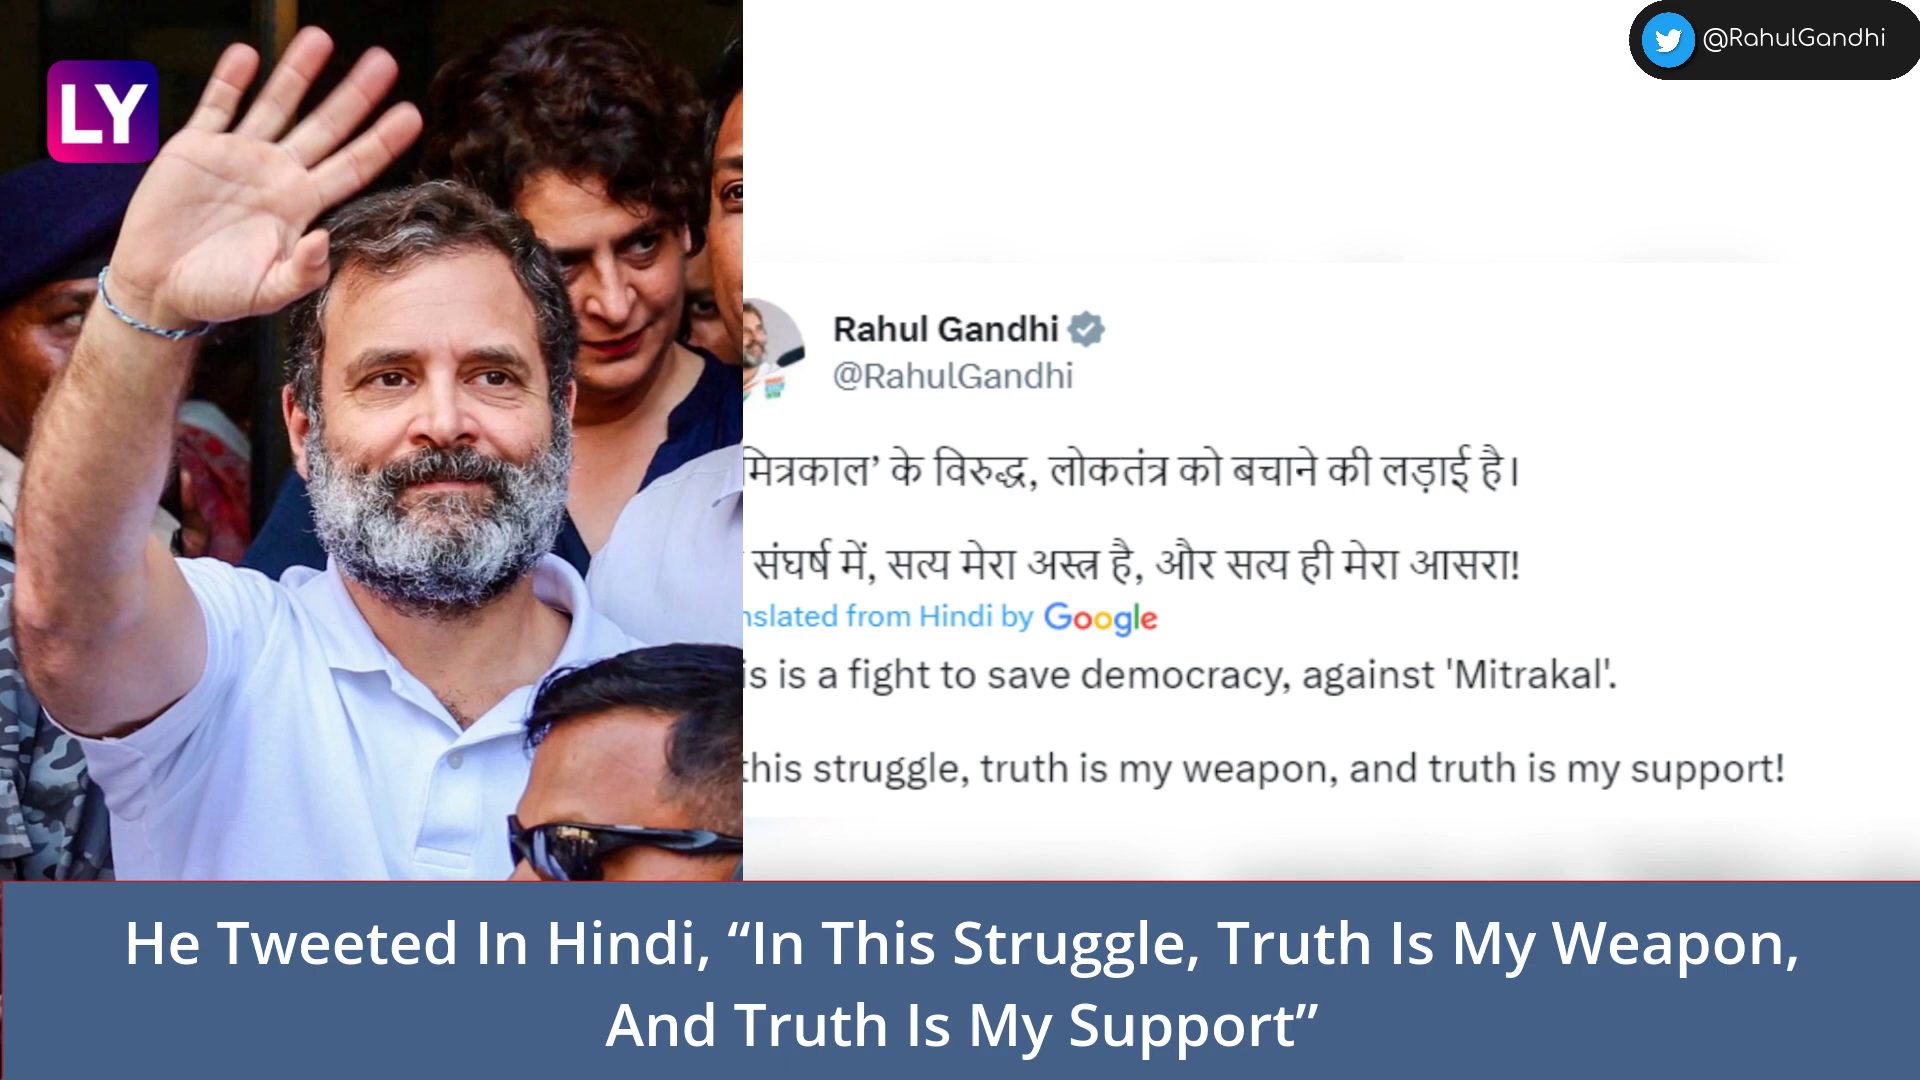 LY
@RahulGandhi
Rahul Gandhi
@RahulGandhi
मित्रकाल’ के विरुद्ध, लोकतंत्र को बचाने की लड़ाई है।
संघर्ष में, सत्य मेरा अस्त्र है, और सत्य ही मेरा आसरा!
nslated from Hindi by Google
is is a fight to save democracy, against 'Mitrakal'.
this struggle, truth is my weapon, and truth is my support!
He Tweeted In Hindi, “In This Struggle, Truth Is My Weapon,
And Truth Is My Support”